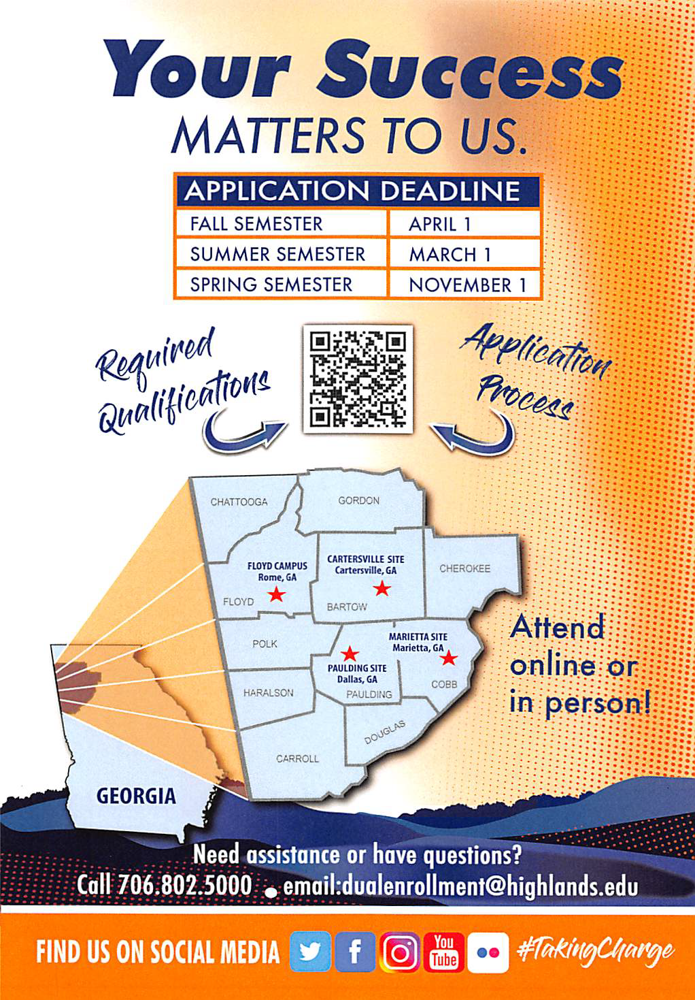 Your Success
MATTERS TO US.
APPLICATION DEADLINE
FALL SEMESTER APRIL 1
SUMMER SEMESTER MARCH 1
SPRING SEMESTER NOVEMBER 1
Required
Qualifications
Application
Process
CHATTOOGA
GORDON
FLOYD CAMPUS
Rome, GA
FLOYD
CARTERSVILLE SITE
Cartersville, GA
BARTOW
CHEROKEE
POLK
MARIETTA SITE
Marietta, GA
COBB
PAULDING SITE
Dallas, GA
PAULDING
HARALSON
DOUGLAS
CARROLL
Attend
online or
in person!
GEORGIA
Need assistance or have questions?
Call 706.802.5000 • email:dualenrollment@highlands.edu
FIND US ON SOCIAL MEDIA
f
You
Tube
#TakingCharge